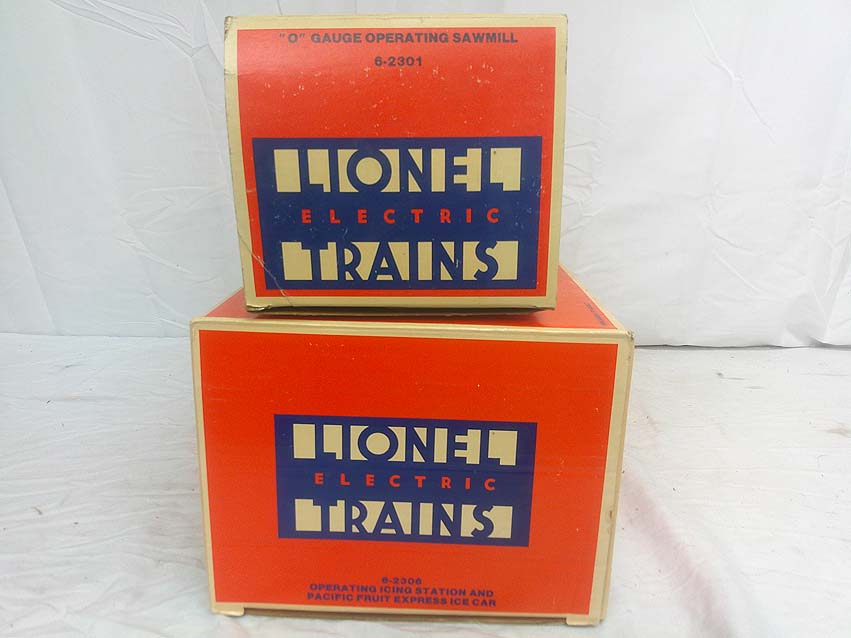 "O" GAUGE OPERATING SAWMILL
6-2301
LIONEL
ELECTRIC
TRAINS
LIONEL
ELECTRIC
TRAINS
6-2306
OPERATING ICING STATION AND
PACIFIC FRUIT EXPRESS ICE CAR